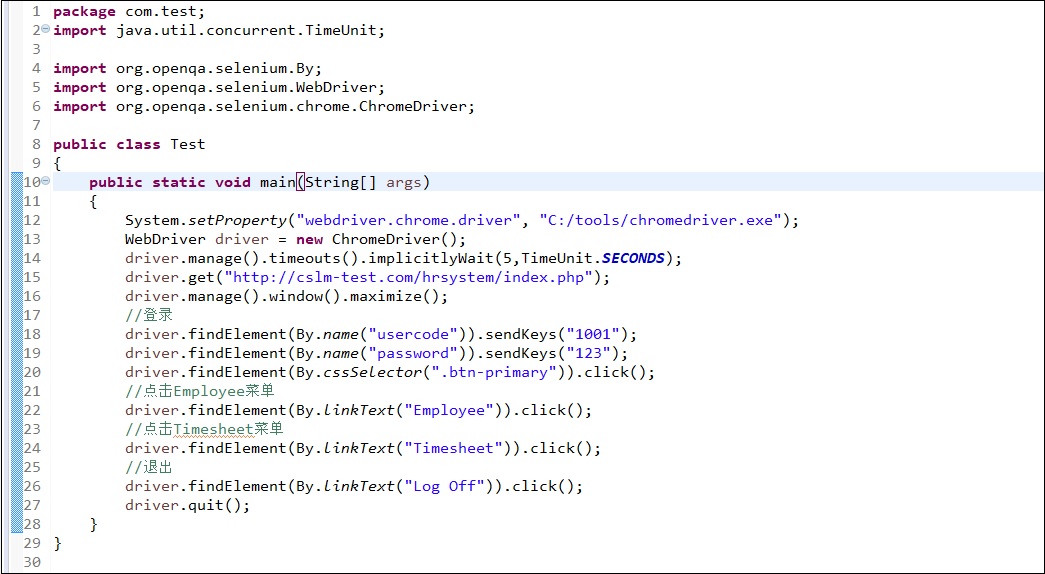 1 package com.test;
2 import java.util.concurrent.TimeUnit;
3
4 import org.openqa.selenium.By;
5 import org.openqa.selenium.WebDriver;
6 import org.openqa.selenium.chrome.ChromeDriver;
7
8 public class Test
9 {
10     public static void main(String[] args)
11     {
12         System.setProperty("webdriver.chrome.driver", "C:/tools/chromedriver.exe");
13         WebDriver driver = new ChromeDriver();
14         driver.manage().timeouts().implicitlyWait(5,TimeUnit.SECONDS);
15         driver.get("http://cslm-test.com/hrsystem/index.php");
16         driver.manage().window().maximize();
17         //登录
18         driver.findElement(By.name("usercode")).sendKeys("1001");
19         driver.findElement(By.name("password")).sendKeys("123");
20         driver.findElement(By.cssSelector(".btn-primary")).click();
21         //点击Employee菜单
22         driver.findElement(By.linkText("Employee")).click();
23         //点击Timesheet菜单
24         driver.findElement(By.linkText("Timesheet")).click();
25         //退出
26         driver.findElement(By.linkText("Log Off")).click();
27         driver.quit();
28     }
29 }
30